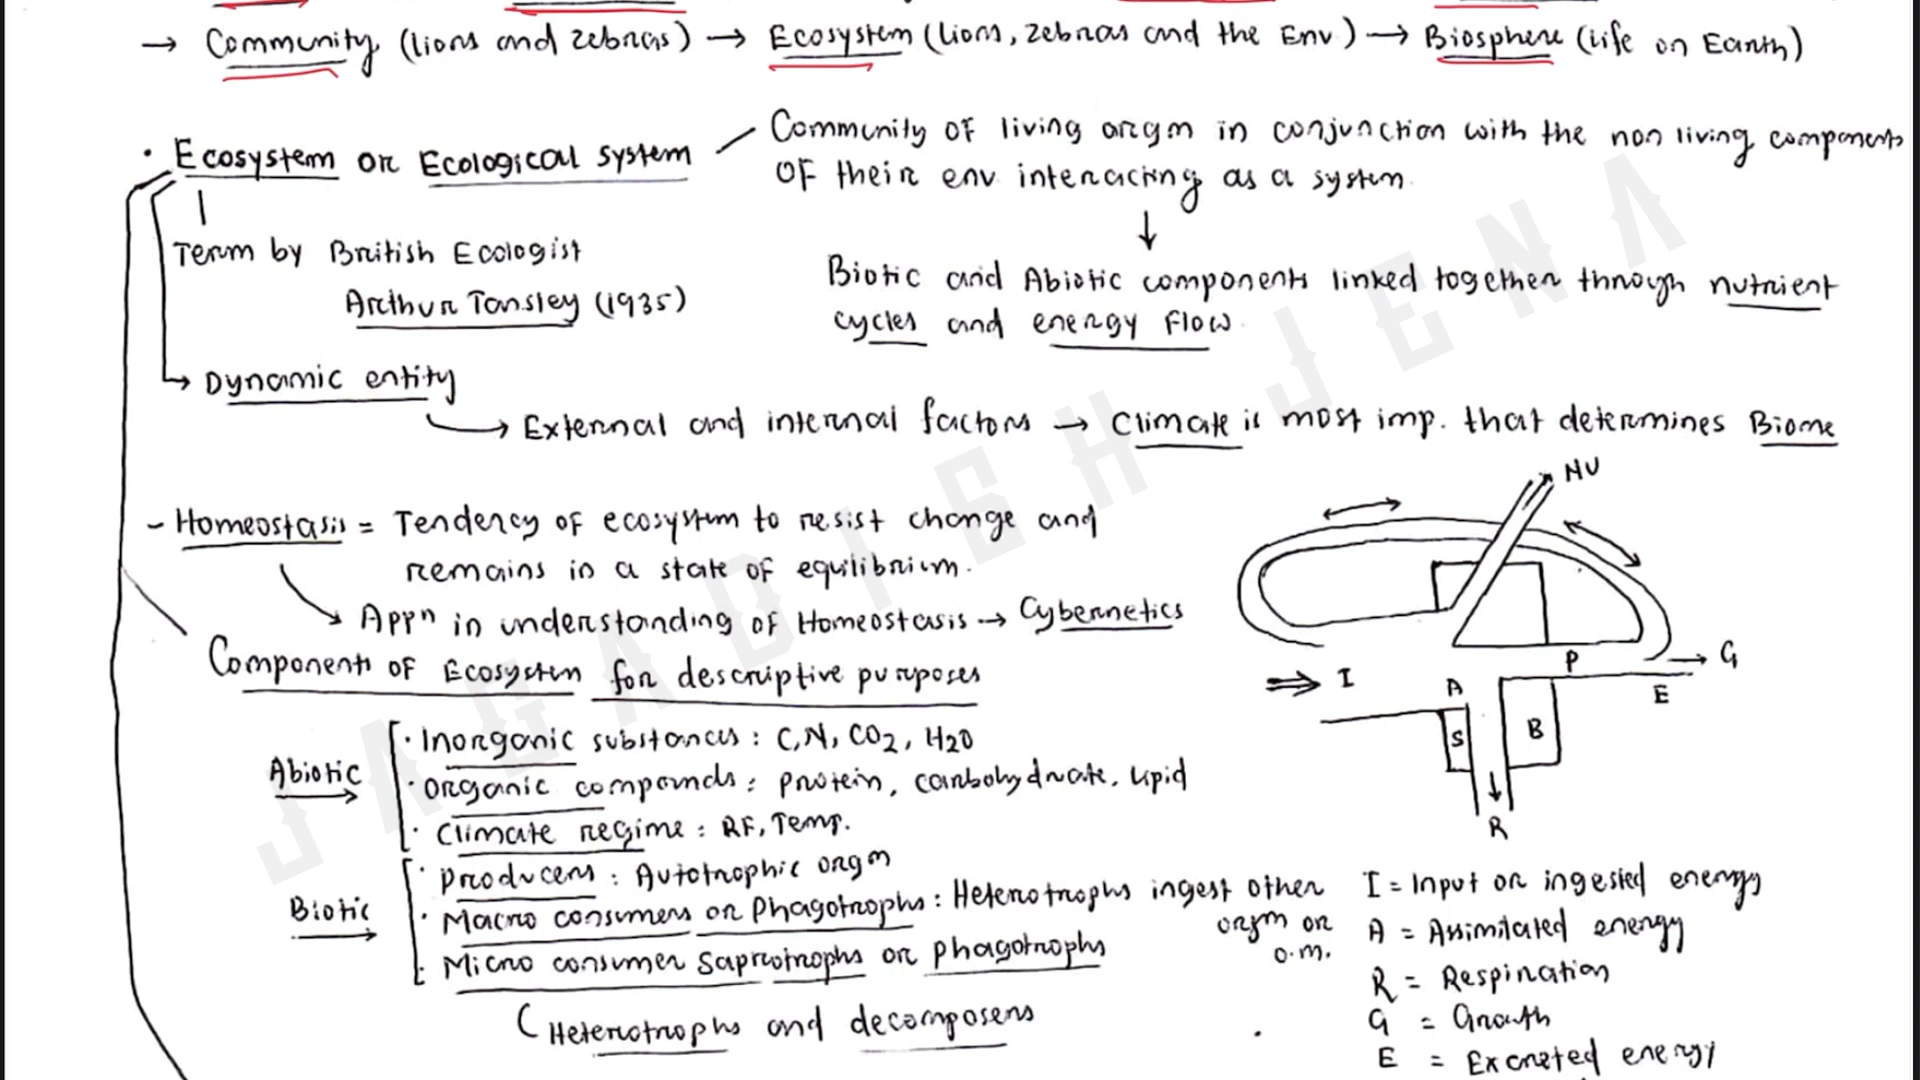 → Community (lions and zebras) → Ecosystem (Lions, zebras and the Env) → Biosphere (Life on Earth)
· Ecosystem or Ecological system — Community of living orgm in conjunction with the non living components
of their env interacting as a system.
↓
Term by British Ecologist
Arthur Tansley (1935)
Biotic and Abiotic components linked together through nutrient
cycles and energy flow.
→ Dynamic entity
→ External and internal factors → Climate is most imp. that determines Biome
- Homeostasis = Tendency of ecosystem to resist change and
remains in a state of equilibrium.
→ Appn in understanding of Homeostasis → Cybernetics
Components of Ecosystem for descriptive purposes
Abiotic
· Inorganic substances : C, N, CO2, H2O
· Organic compounds : protein, carbohydrate, lipid
· Climate regime : RF, Temp.
Biotic
· Producers : Autotrophic orgm
· Macro consumers or Phagotrophs : Heterotrophs ingest other
orgm or
o.m.
· Micro consumer Saprotrophs or phagotrophs
(Heterotrophs and decomposers
NU
G
P
⇒ I
A
E
S
B
R
I = Input or ingested energy
A = Assimilated energy
R = Respiration
G = Growth
E = Excreted energy
JAGADISH JENA